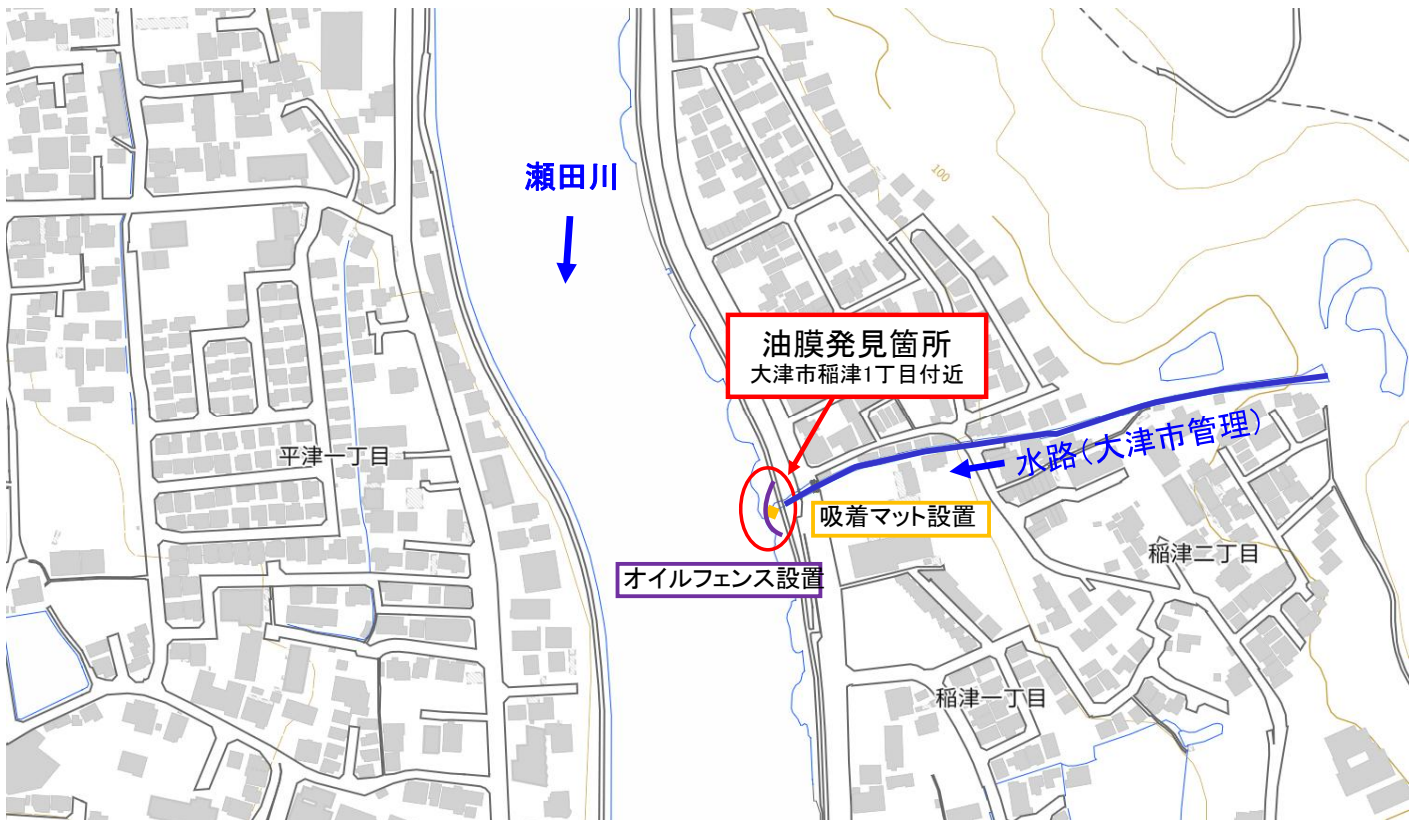 瀬田川
100
油膜発見箇所
大津市稲津1丁目付近
平津一丁目
水路(大津市管理)
吸着マット設置
オイルフェンス設置
稲津二丁目
稲津一丁目